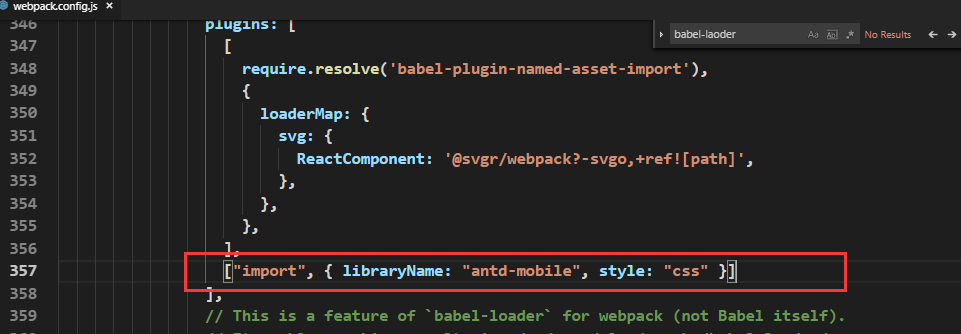 webpack.config.js ×
babel-laoder Aa Abl .* No Results
346 plugins: [
347 [
348 require.resolve('babel-plugin-named-asset-import'),
349 {
350 loaderMap: {
351 svg: {
352 ReactComponent: '@svgr/webpack?-svgo,+ref![path]',
353 },
354 },
355 },
356 ],
357 ["import", { libraryName: "antd-mobile", style: "css" }]
358 ],
359 // This is a feature of `babel-loader` for webpack (not Babel itself).